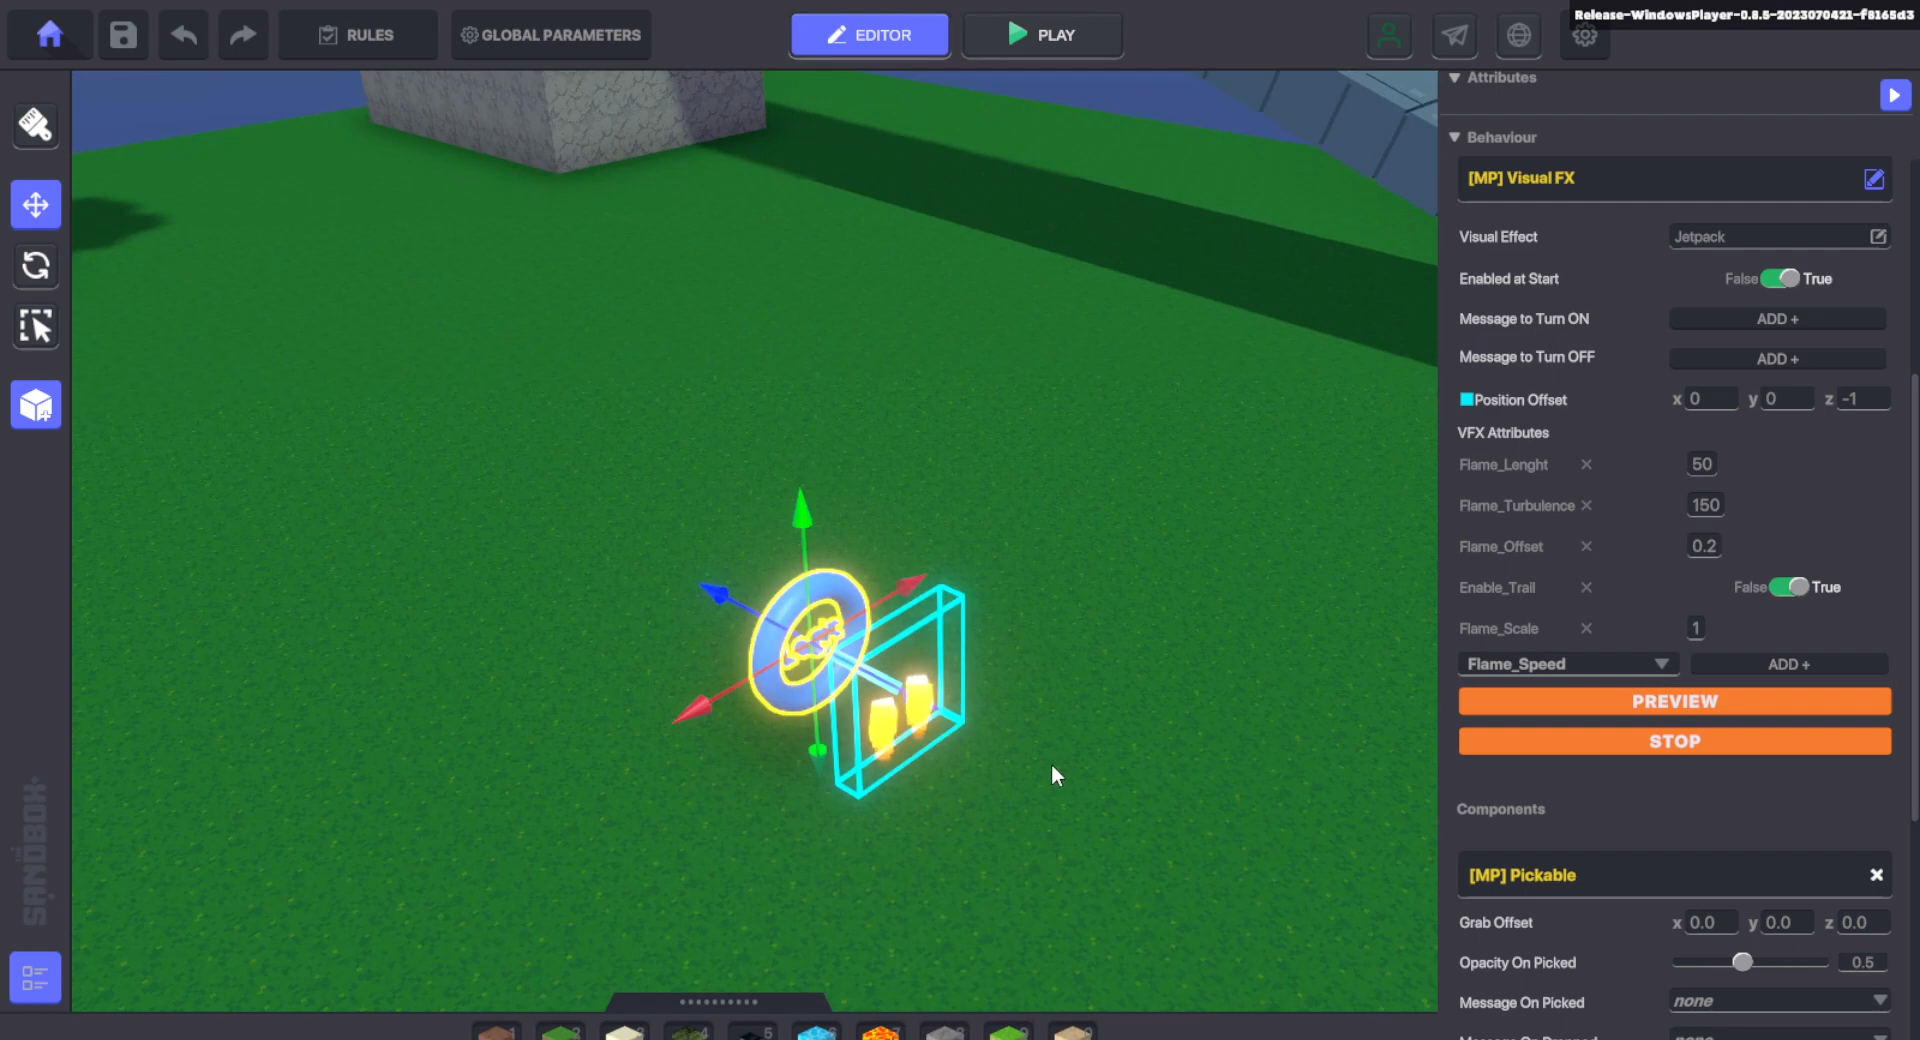 Release-WindowsPlayer-0.8.5-2023070421-f8165d3
RULES
GLOBAL PARAMETERS
EDITOR
PLAY
Attributes
Behaviour
[MP] Visual FX
Visual Effect
Jetpack
Enabled at Start
False True
Message to Turn ON
ADD +
Message to Turn OFF
ADD +
Position Offset
x 0 y 0 z -1
VFX Attributes
Flame_Lenght × 50
Flame_Turbulence × 150
Flame_Offset × 0.2
Enable_Trail × False True
Flame_Scale × 1
Flame_Speed
ADD +
PREVIEW
STOP
Components
[MP] Pickable
Grab Offset
x 0.0 y 0.0 z 0.0
Opacity On Picked
0.5
Message On Picked
none
THE SANDBOX
4
5